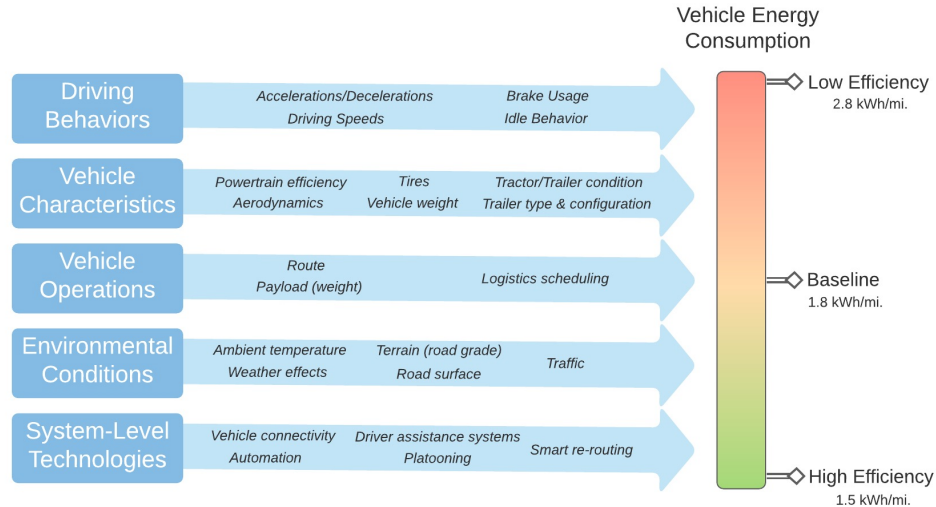 Vehicle Energy
Consumption
Driving
Behaviors
Accelerations/Decelerations
Driving Speeds
Brake Usage
Idle Behavior
Vehicle
Characteristics
Powertrain efficiency
Aerodynamics
Tires
Vehicle weight
Tractor/Trailer condition
Trailer type & configuration
Vehicle
Operations
Route
Payload (weight)
Logistics scheduling
Environmental
Conditions
Ambient temperature
Weather effects
Terrain (road grade)
Road surface
Traffic
System-Level
Technologies
Vehicle connectivity
Automation
Driver assistance systems
Platooning
Smart re-routing
Low Efficiency
2.8 kWh/mi.
Baseline
1.8 kWh/mi.
High Efficiency
1.5 kWh/mi.